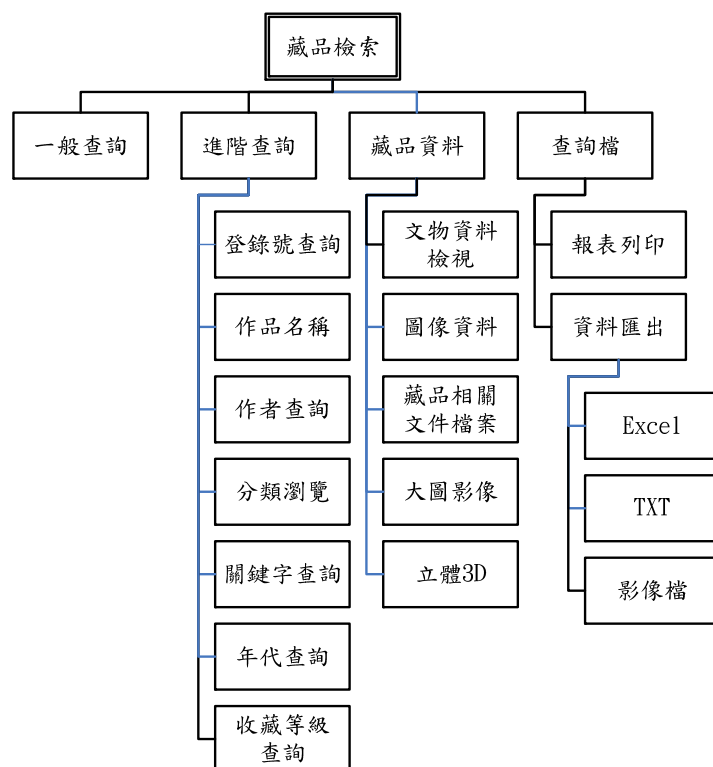 藏品檢索
一般查詢
進階查詢
藏品資料
查詢檔
登錄號查詢
作品名稱
作者查詢
分類瀏覽
關鍵字查詢
年代查詢
收藏等級
查詢
文物資料
檢視
圖像資料
藏品相關
文件檔案
大圖影像
立體3D
報表列印
資料匯出
Excel
TXT
影像檔